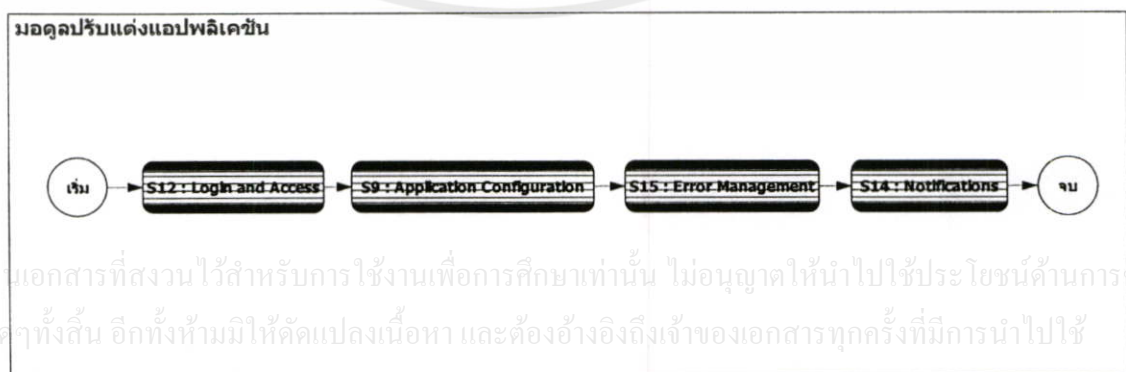 มอดูลปรับแต่งแอปพลิเคชัน
เริ่ม
S12 : Login and Access
S9 : Application Configuration
S15 : Error Management
S14 : Notifications
จบ
นเอกสารที่สงวนไว้สำหรับการใช้งานเพื่อการศึกษาเท่านั้น ไม่อนุญาตให้นำไปใช้ประโยชน์ด้านการ
ดๆทั้งสิ้น อีกทั้งห้ามมิให้ดัดแปลงเนื้อหา และต้องอ้างอิงถึงเจ้าของเอกสารทุกครั้งที่มีการนำไปใช้